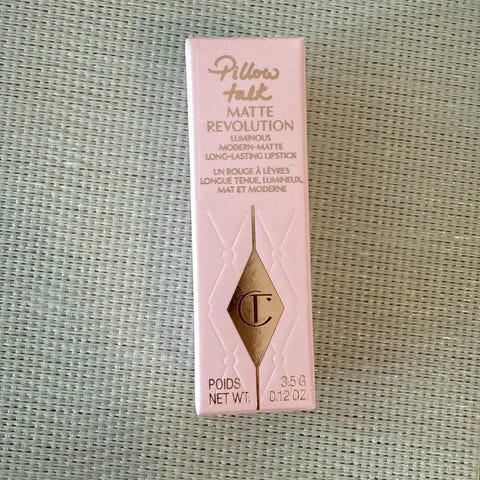 Pillow
talk
MATTE
REVOLUTION
LUMINOUS
MODERN-MATTE
LONG-LASTING LIPSTICK
UN ROUGE À LÈVRES
LONGUE TENUE, LUMINEUX,
MAT ET MODERNE
CT
POIDS 3.5 G
NET WT. 0.12 OZ.